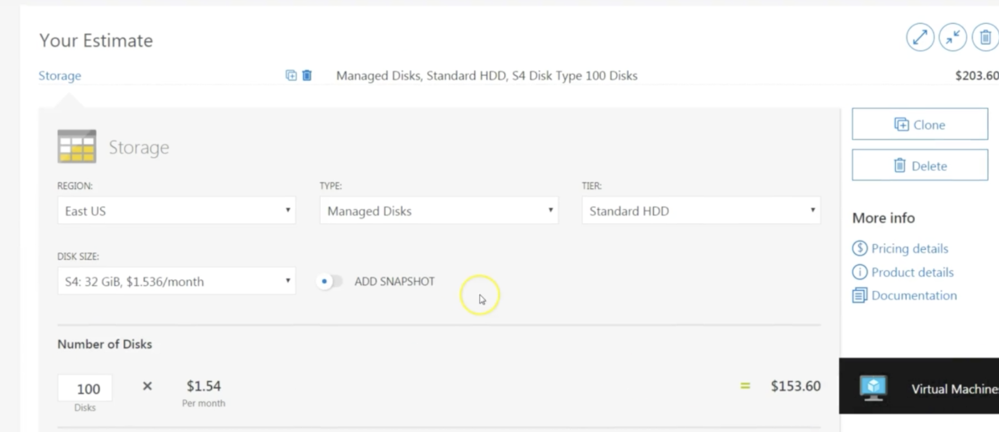 Your Estimate
Storage
Managed Disks, Standard HDD, S4 Disk Type 100 Disks
$203.60
Clone
Storage
Delete
REGION:
TYPE:
TIER:
East US
Managed Disks
Standard HDD
More info
Pricing details
DISK SIZE:
Product details
S4: 32 GiB, $1.536/month
ADD SNAPSHOT
Documentation
Number of Disks
100
×
$1.54
=
$153.60
Disks
Per month
Virtual Machines